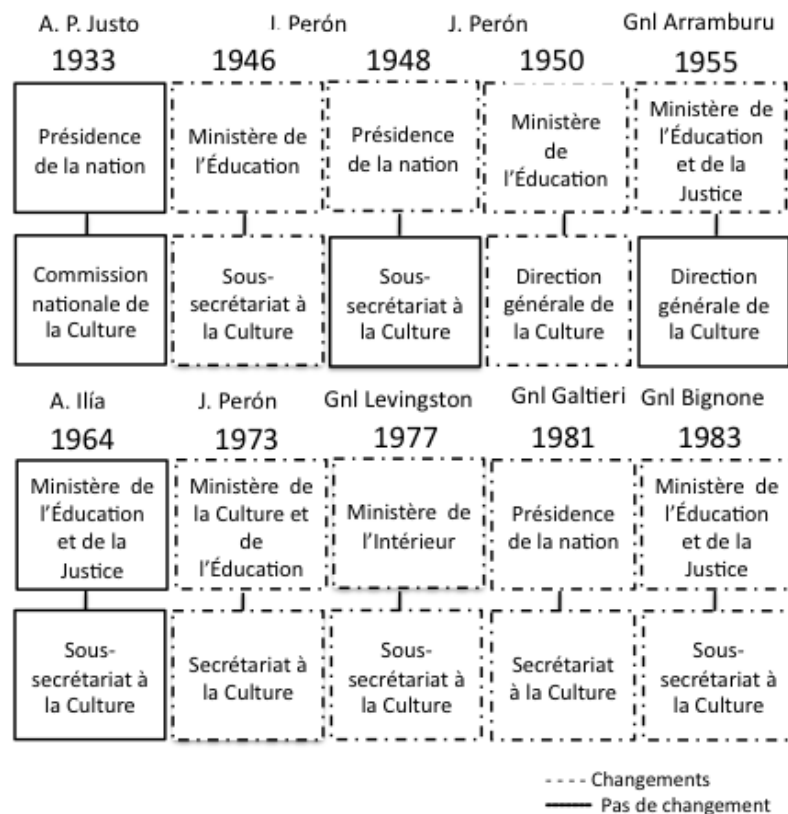 A. P. Justo
J. Perón
J. Perón
Gnl Arramburu
1933
1946
1948
1950
1955
Présidence
de la nation
Ministère de
l'Éducation
Présidence
de la nation
Ministère
de
l'Éducation
Ministère de
l'Éducation
et de la
Justice
Commission
nationale de
la Culture
Sous-
secrétariat à
la Culture
Sous-
secrétariat à
la Culture
Direction
générale de
la Culture
Direction
générale de
la Culture
A. Ilía
J. Perón
Gnl Levingston
Gnl Galtieri
Gnl Bignone
1964
1973
1977
1981
1983
Ministère de
l'Éducation
et de la
Justice
Ministère de
la Culture et
de
l'Éducation
Ministère de
l'Intérieur
Présidence
de la nation
Ministère de
l'Éducation
et de la
Justice
Sous-
secrétariat à
la Culture
Secrétariat à
la Culture
Sous-
secrétariat à
la Culture
Secrétariat
à la Culture
Sous-
secrétariat à
la Culture
Changements
Pas de changement